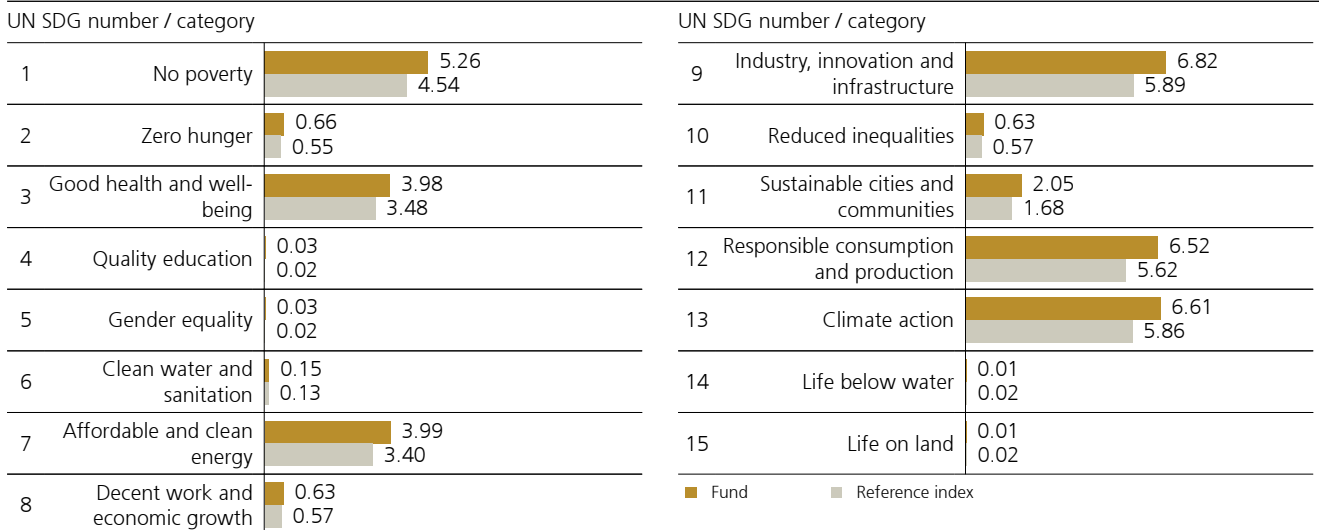 UN SDG number / category
1 No poverty 5.26
4.54
2 Zero hunger 0.66
0.55
3 Good health and well-
being 3.98
3.48
4 Quality education 0.03
0.02
5 Gender equality 0.03
0.02
6 Clean water and
sanitation 0.15
0.13
7 Affordable and clean
energy 3.99
3.40
8 Decent work and
economic growth 0.63
0.57
UN SDG number / category
9 Industry, innovation and
infrastructure 6.82
5.89
10 Reduced inequalities 0.63
0.57
11 Sustainable cities and
communities 2.05
1.68
12 Responsible consumption
and production 6.52
5.62
13 Climate action 6.61
5.86
14 Life below water 0.01
0.02
15 Life on land 0.01
0.02
Fund Reference index